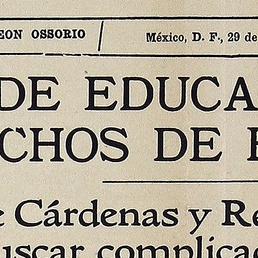 EON OSSORIO / México, D. F., 29 de
DE EDUCA
CHOS DE
e Cárdenas y Re
uscar complica